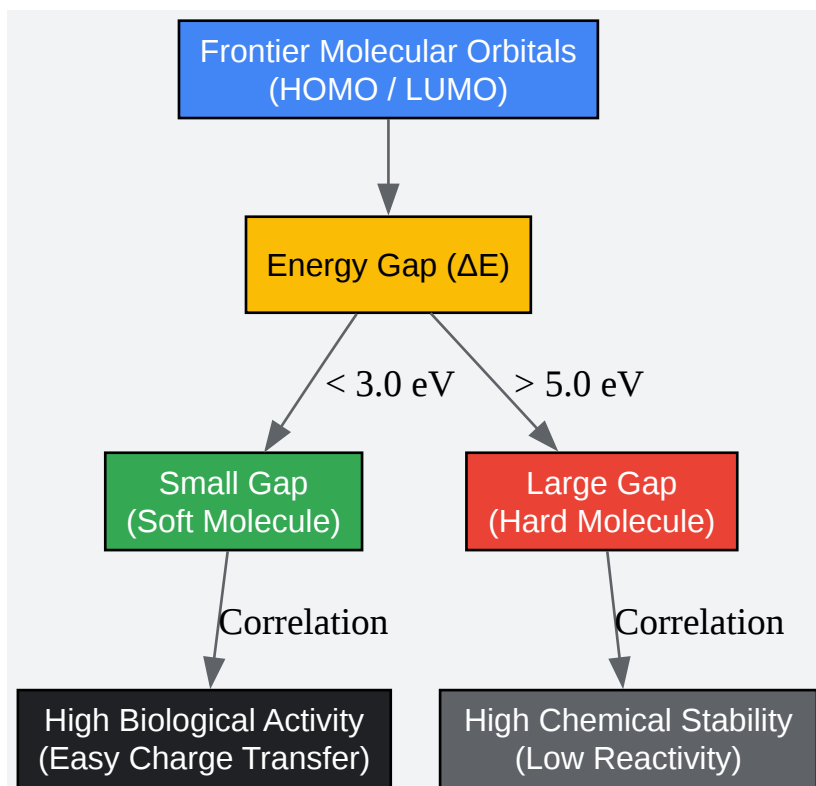 Frontier Molecular Orbitals
(HOMO / LUMO)
Energy Gap (ΔE)
< 3.0 eV
> 5.0 eV
Small Gap
(Soft Molecule)
Large Gap
(Hard Molecule)
Correlation
Correlation
High Biological Activity
(Easy Charge Transfer)
High Chemical Stability
(Low Reactivity)